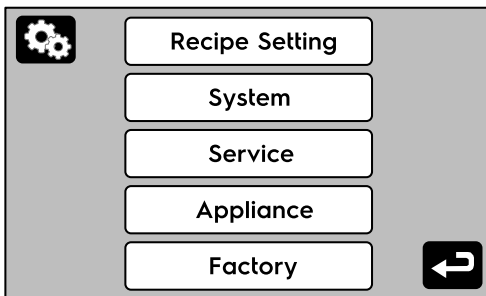 Recipe Setting
System
Service
Appliance
Factory